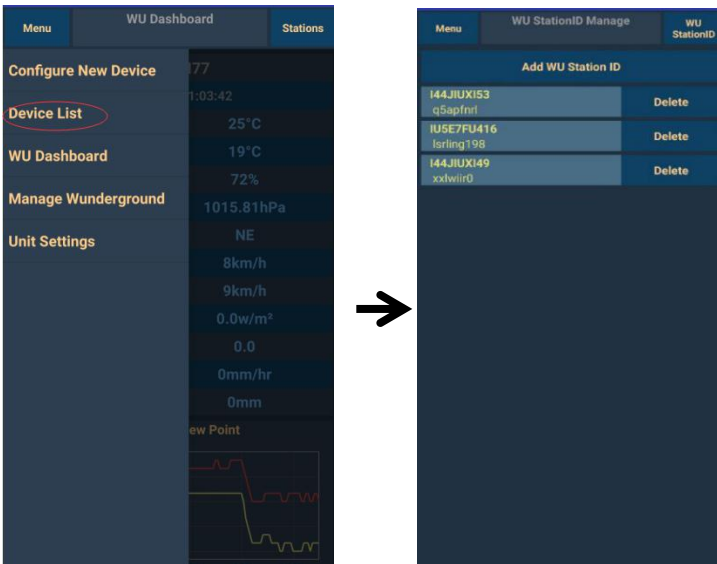 Menu
WU Dashboard
Stations
Configure New Device
Device List
WU Dashboard
Manage Wunderground
Unit Settings
I77
1:03:42
25°C
19°C
72%
1015.81hPa
NE
8km/h
9km/h
0.0w/m²
0.0
0mm/hr
0mm
ew Point
Menu
WU StationID Manage
WU
StationID
Add WU Station ID
I44JIUXI53
q5apfnrl
Delete
IU5E7FU416
lsrling198
Delete
I44JIUXI49
xxlwiir0
Delete